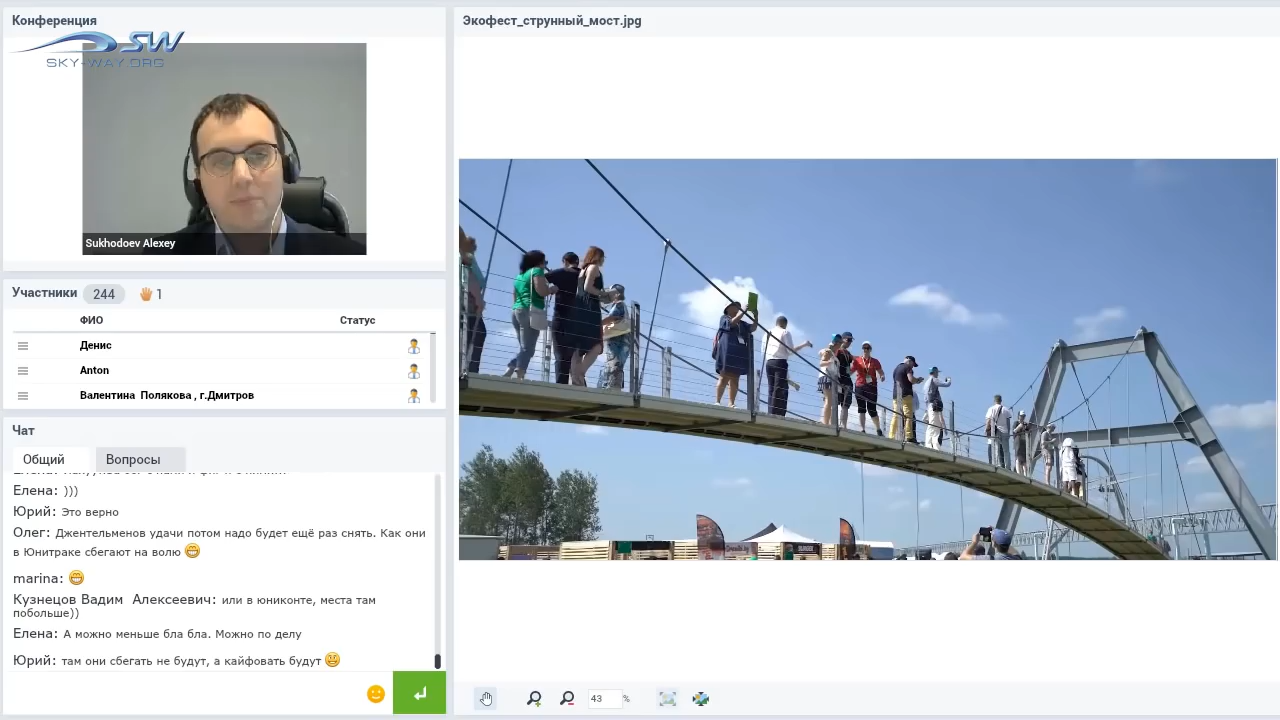 Конференция
SW
SKY-WAY.ORG
Sukhodoev Alexey
Участники 244 1
ФИО Статус
Денис
Anton
Валентина Полякова , г.Дмитров
Чат
Общий Вопросы
Елена: )))
Юрий: Это верно
Олег: Джентельменов удачи потом надо будет ещё раз снять. Как они
в Юнитраке сбегают на волю
marina:
Кузнецов Вадим Алексеевич: или в юниконте, места там
побольше))
Елена: А можно меньше бла бла. Можно по делу
Юрий: там они сбегать не будут, а кайфовать будут
Экофест_струнный_мост.jpg
43 %